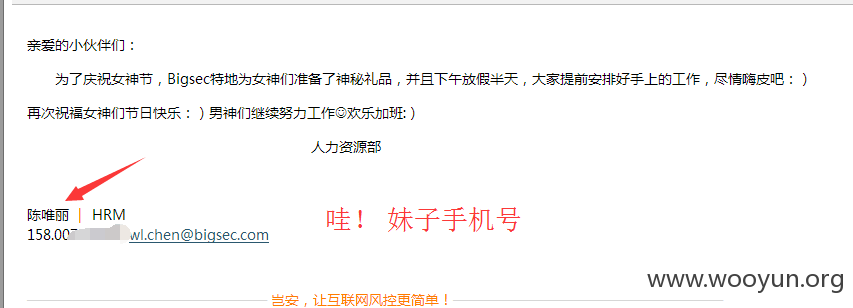 亲爱的小伙伴们：
为了庆祝女神节，Bigsec特地为女神们准备了神秘礼品，并且下午放假半天，大家提前安排好手上的工作，尽情嗨皮吧：）
再次祝福女神们节日快乐：）男神们继续努力工作☺欢乐加班:）
人力资源部
陈唯丽 | HRM
哇！ 妹子手机号
158.00 wl.chen@bigsec.com
www.wooyun.org
岂安，让互联网风控更简单！